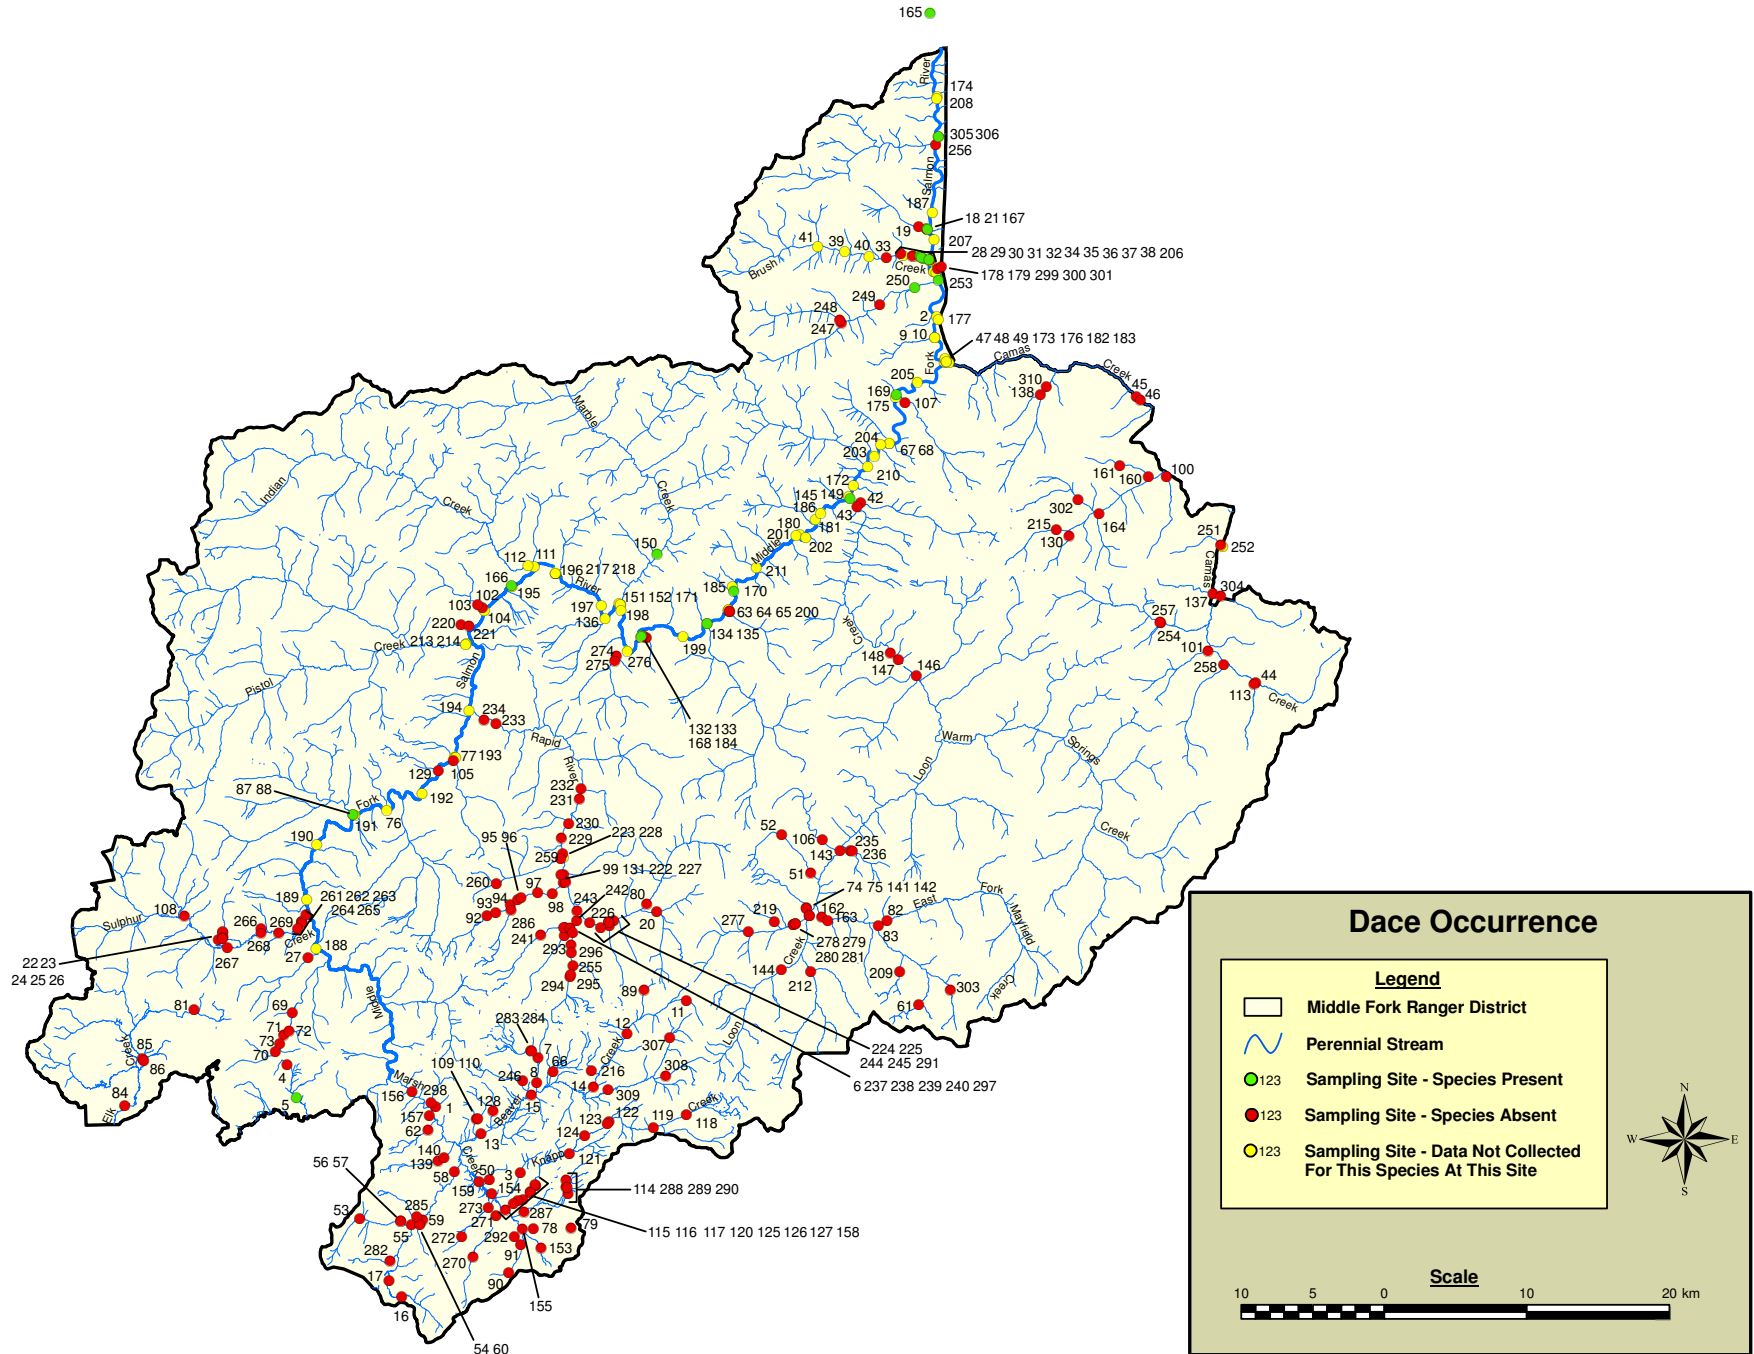 165
River
174
208
305 306
256
Salmon
187
18 21 167
19
207
41 39 40 33
28 29 30 31 32 34 35 36 37 38 206
Brush
Creek
178 179 299 300 301
250
253
249
248
247
2
177
9 10
47 48 49 173 176 182 183
Fork
Camas
Creek
205
310
138
45
46
169
175
107
Marble
204
203
67 68
210
161
160
100
Indian
Creek
Creek
172
145 149
42
186
43
302
164
180
181
201
202
215
130
251
252
Middle
150
112
111
196 217 218
River
211
Camas
166
195
185
170
304
137
102
103
104
151 152 171
197
198
136
63 64 65 200
220
221
257
254
Creek 213 214
134 135
199
Creek
274
275
276
148
147
146
101
258
44
113
Creek
Salmon
Pistol
194
234
233
132 133
168 184
Rapid
Warm
Springs
77 193
129
105
River
Loon
87 88
Fork
192
232
231
191
76
190
230
229
95 96
223 228
259
52
106
235
143
236
Creek
99 131 222 227
260
97
51
242
94
98
243
80
74 75 141 142
Fork
189
261 262 263
264 265
93
92
286
226
20
219
162
163
East
82
83
Mayfield
108
Sulphur
266
269
268
Creek
241
277
278 279
280 281
188
22 23
24 25 26
267
27
293
296
255
294
295
Creek
144
212
209
303
Creek
61
89
Middle
81
69
11
71
72
73
70
283 284
12
307
Loon
Creek
85
86
7
224 225
244 245 291
109 110
66
Creek
4
8
216
308
6 237 238 239 240 297
246
14
Marsh
298
156
309
84
5
1
128
Beaver
15
Elk
157
122
119
Creek
118
62
123
13
124
140
139
Creek
Knapp
121
56 57
58
50
3
159
154
114 288 289 290
53
285
59
273
271
287
115 116 117 120 125 126 127 158
55
272
292
78
79
282
270
91
153
17
90
16
155
54 60
Dace Occurrence
Legend
Middle Fork Ranger District
Perennial Stream
123 Sampling Site - Species Present
123 Sampling Site - Species Absent
123 Sampling Site - Data Not Collected
For This Species At This Site
N
W E
S
Scale
10 5 0 10 20 km